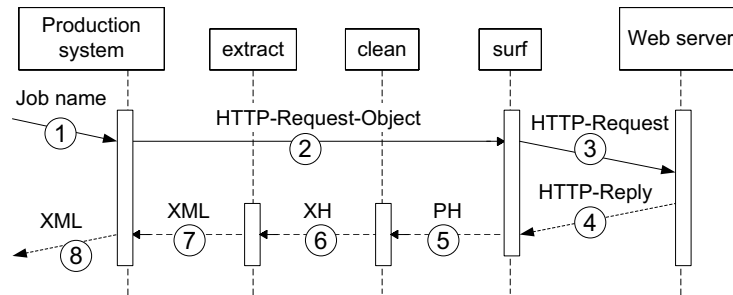 Production
system
extract
clean
surf
Web server
Job name
1
HTTP-Request-Object
2
HTTP-Request
3
HTTP-Reply
4
PH
5
XH
6
XML
7
XML
8